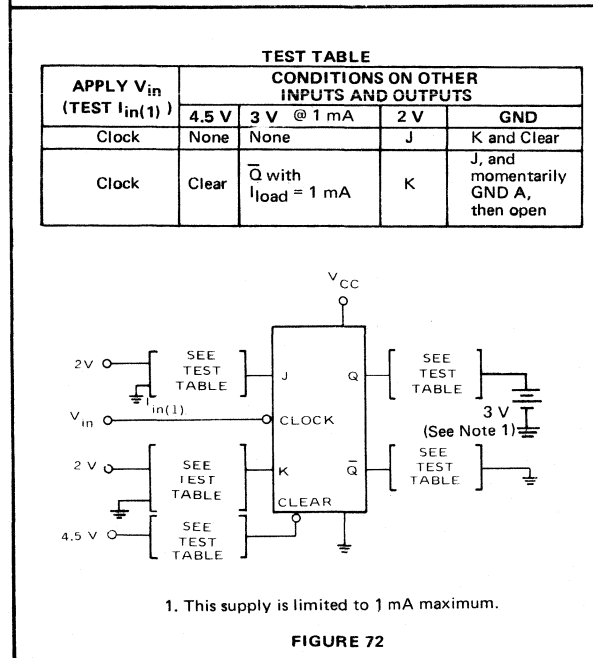 TEST TABLE
APPLY Vin
(TEST Iin(1) )
CONDITIONS ON OTHER
INPUTS AND OUTPUTS
4.5 V
3 V @ 1 mA
2 V
GND
Clock
None
None
J
K and Clear
Clock
Clear
Q̅ with
Iload = 1 mA
K
J, and
momentarily
GND A,
then open
VCC
2V
SEE
TEST
TABLE
J
Q
SEE
TEST
TABLE
Iin(1)
Vin
CLOCK
3 V
(See Note 1)
2 V
SEE
TEST
TABLE
K
Q̅
SEE
TEST
TABLE
CLEAR
4.5 V
SEE
TEST
TABLE
1. This supply is limited to 1 mA maximum.
FIGURE 72